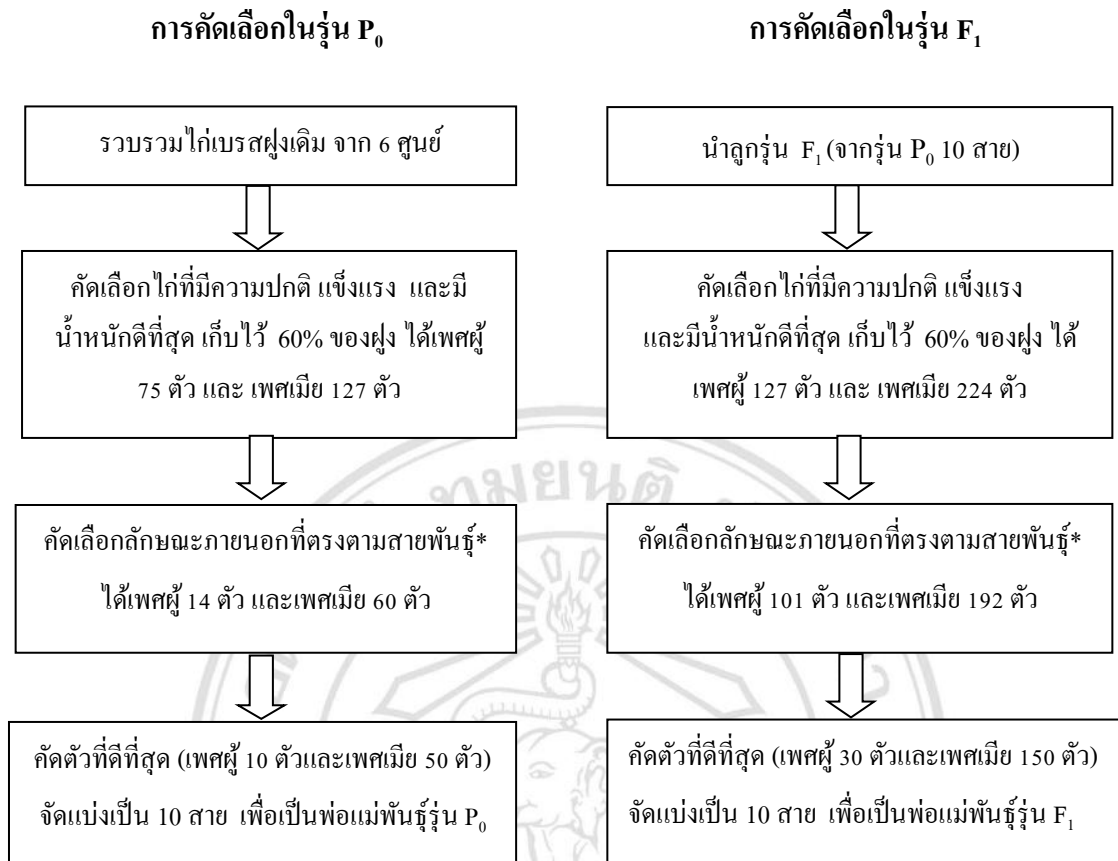 การคัดเลือกในรุ่น P0
รวบรวมไก่เบรสฝูงเดิม จาก 6 ศูนย์
คัดเลือกไก่ที่มีความปกติ แข็งแรง และมี
น้ำหนักดีที่สุด เก็บไว้ 60% ของฝูง ได้เพศผู้
75 ตัว และ เพศเมีย 127 ตัว
คัดเลือกลักษณะภายนอกที่ตรงตามสายพันธุ์*
ได้เพศผู้ 14 ตัว และเพศเมีย 60 ตัว
คัดตัวที่ดีที่สุด (เพศผู้ 10 ตัวและเพศเมีย 50 ตัว)
จัดแบ่งเป็น 10 สาย เพื่อเป็นพ่อแม่พันธุ์รุ่น P0
การคัดเลือกในรุ่น F1
นำลูกรุ่น F1 (จากรุ่น P0 10 สาย)
คัดเลือกไก่ที่มีความปกติ แข็งแรง
และมีน้ำหนักดีที่สุด เก็บไว้ 60% ของฝูง ได้
เพศผู้ 127 ตัว และ เพศเมีย 224 ตัว
คัดเลือกลักษณะภายนอกที่ตรงตามสายพันธุ์*
ได้เพศผู้ 101 ตัว และเพศเมีย 192 ตัว
คัดตัวที่ดีที่สุด (เพศผู้ 30 ตัวและเพศเมีย 150 ตัว)
จัดแบ่งเป็น 10 สาย เพื่อเป็นพ่อแม่พันธุ์รุ่น F1
ทมยนติ